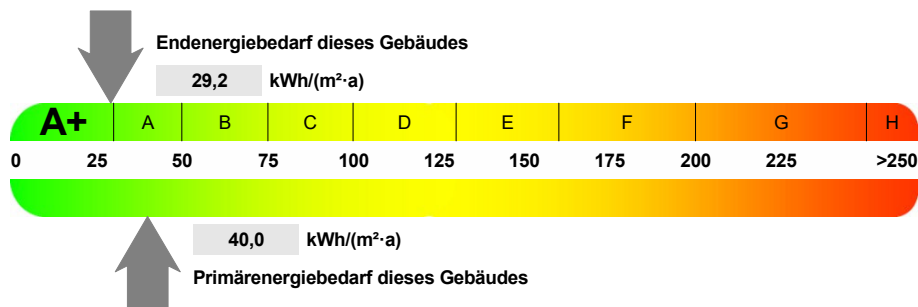 Endenergiebedarf dieses Gebäudes
29,2 kWh/(m²·a)
A+ A B C D E F G H
0 25 50 75 100 125 150 175 200 225 >250
40,0 kWh/(m²·a)
Primärenergiebedarf dieses Gebäudes